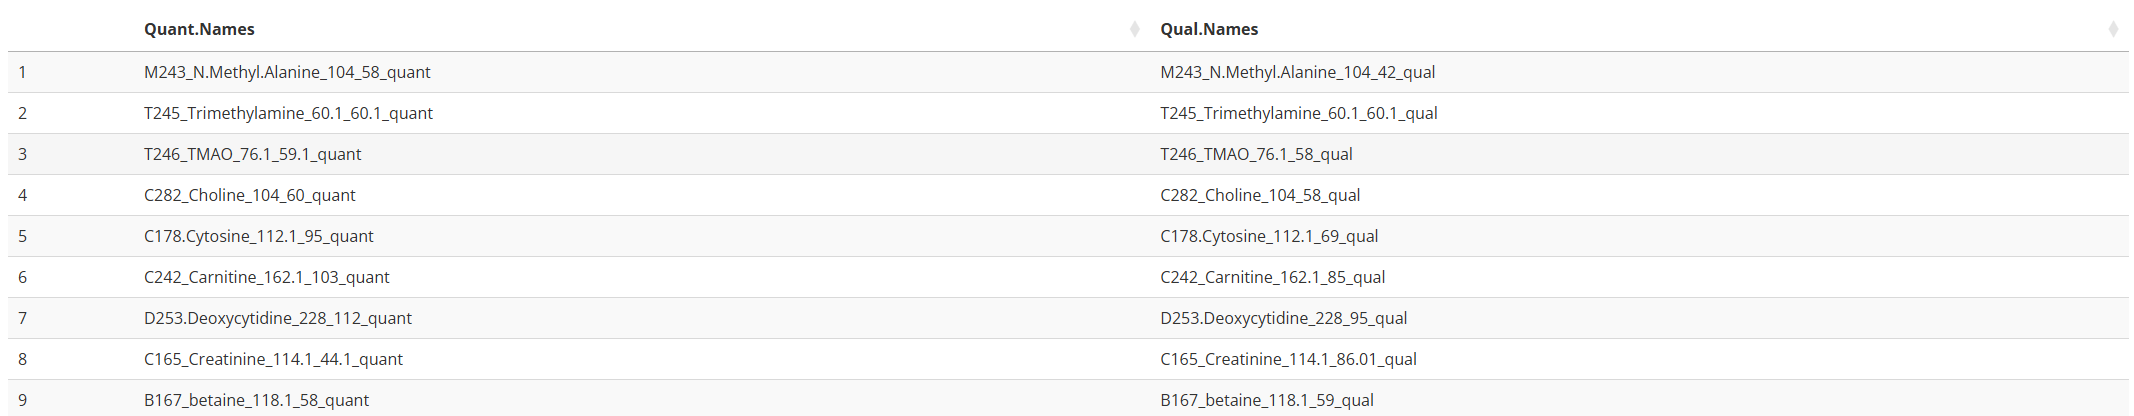 Quant.Names Qual.Names
1 M243_N.Methyl.Alanine_104_58_quant M243_N.Methyl.Alanine_104_42_qual
2 T245_Trimethylamine_60.1_60.1_quant T245_Trimethylamine_60.1_60.1_qual
3 T246_TMAO_76.1_59.1_quant T246_TMAO_76.1_58_qual
4 C282_Choline_104_60_quant C282_Choline_104_58_qual
5 C178.Cytosine_112.1_95_quant C178.Cytosine_112.1_69_qual
6 C242_Carnitine_162.1_103_quant C242_Carnitine_162.1_85_qual
7 D253.Deoxycytidine_228_112_quant D253.Deoxycytidine_228_95_qual
8 C165_Creatinine_114.1_44.1_quant C165_Creatinine_114.1_86.01_qual
9 B167_betaine_118.1_58_quant B167_betaine_118.1_59_qual